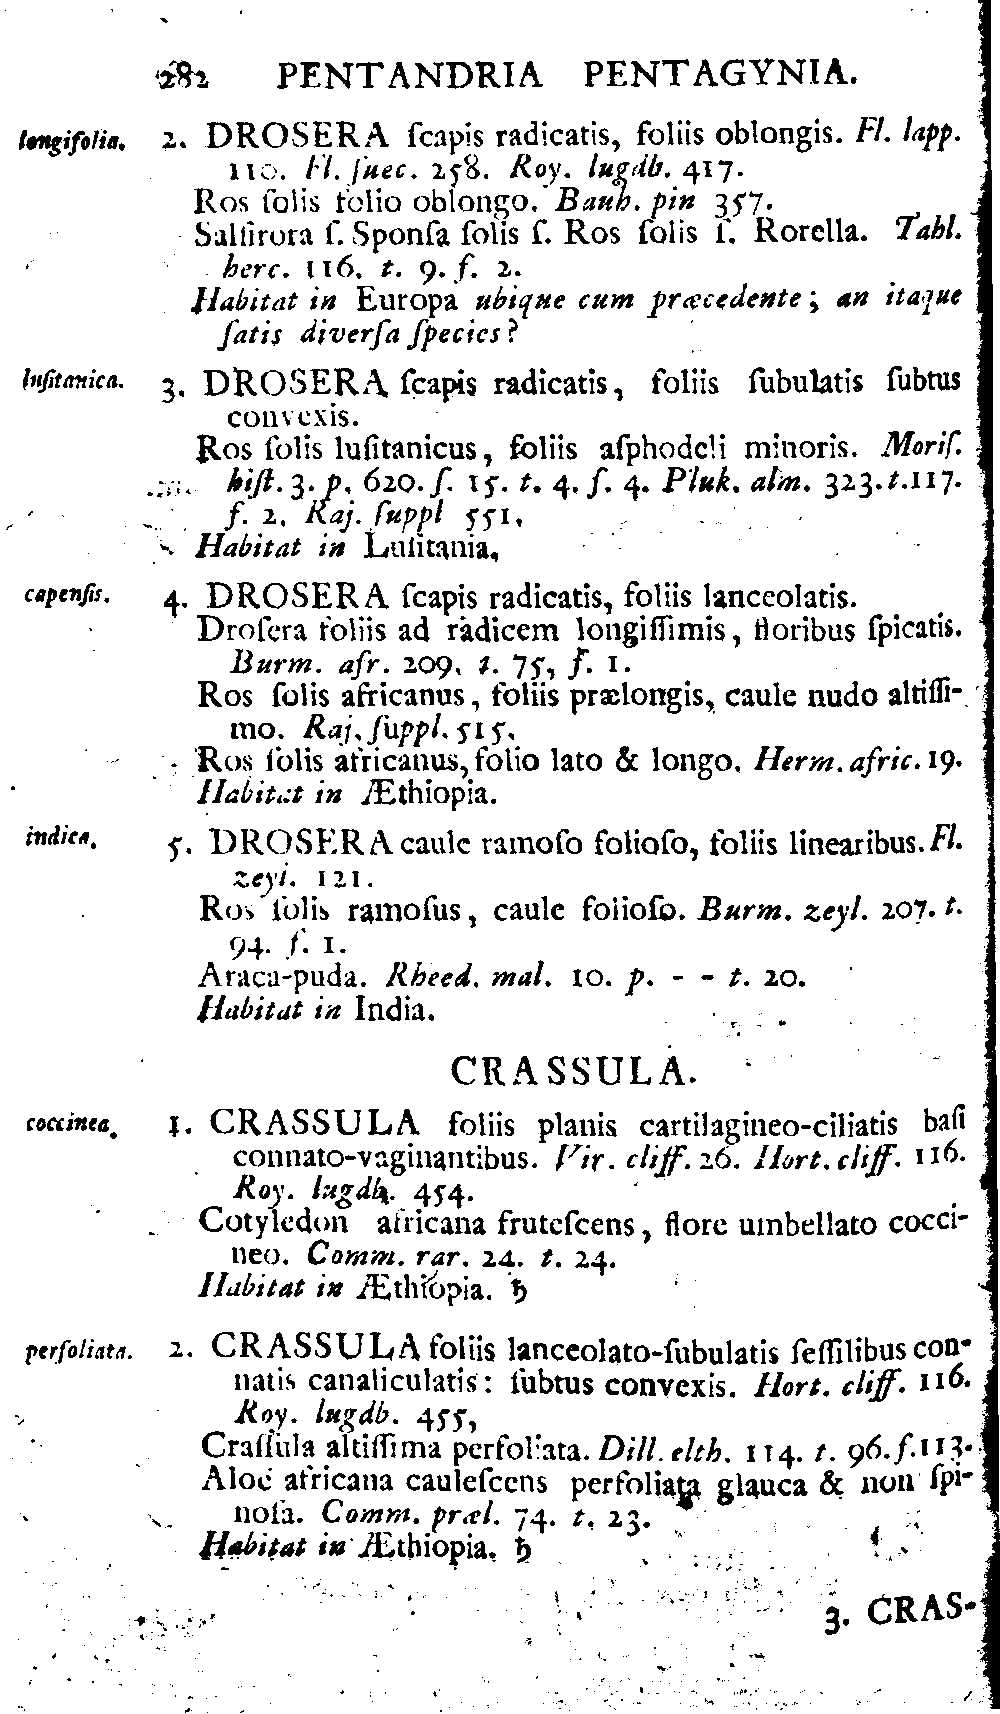 282 PENTANDRIA PENTAGYNIA.
longifolia. 2. DROSERA ſcapis radicatis, foliis oblongis. Fl. lapp.
110. Fl. ſuec. 258. Roy. lugdb. 417.
Ros ſolis folio oblongo. Bauh. pin 357.
Salſirora ſ. Sponſa ſolis ſ. Ros ſolis ſ. Rorella. Tabl.
herc. 116. t. 9. f. 2.
Habitat in Europa ubique cum præcedente; an itaque
ſatis diverſa ſpecies?
luſitanica. 3. DROSERA ſcapis radicatis, foliis ſubulatis ſubtus
convexis.
Ros ſolis luſitanicus, foliis aſphodeli minoris. Moriſ.
hiſt. 3. p. 620. ſ. 15. t. 4. f. 4. Pluk. alm. 323. t. 117.
f. 2. Raj. ſuppl 551.
Habitat in Luſitania.
capenſis. 4. DROSERA ſcapis radicatis, foliis lanceolatis.
Droſera foliis ad radicem longiſſimis, floribus ſpicatis.
Burm. afr. 209. t. 75, f. 1.
Ros ſolis africanus, foliis prælongis, caule nudo altiſſi-
mo. Raj. ſuppl. 515.
Ros ſolis africanus, folio lato & longo. Herm. afric. 19.
Habitat in Æthiopia.
indica. 5. DROSERA caule ramoſo folioſo, foliis linearibus. Fl.
zeyl. 121.
Ros ſolis ramoſus, caule folioſo. Burm. zeyl. 207. t.
94. f. 1.
Araca-puda. Rheed. mal. 10. p. - - t. 20.
Habitat in India.
CRASSULA.
coccinea. 1. CRASSULA foliis planis cartilagineo-ciliatis baſi
connato-vaginantibus. Vir. cliff. 26. Hort. cliff. 116.
Roy. lugdb. 454.
Cotyledon africana fruteſcens, flore umbellato cocci-
neo. Comm. rar. 24. t. 24.
Habitat in Æthiopia. ♄
perfoliata. 2. CRASSULA foliis lanceolato-ſubulatis ſeſſilibus con-
natis canaliculatis: ſubtus convexis. Hort. cliff. 116.
Roy. lugdb. 455,
Craſſula altiſſima perfoliata. Dill. elth. 114. t. 96. f. 113.
Aloe africana cauleſcens perfoliata glauca & non ſpi-
noſa. Comm. præl. 74. t. 23.
Habitat in Æthiopia. ♄
3. CRAS-